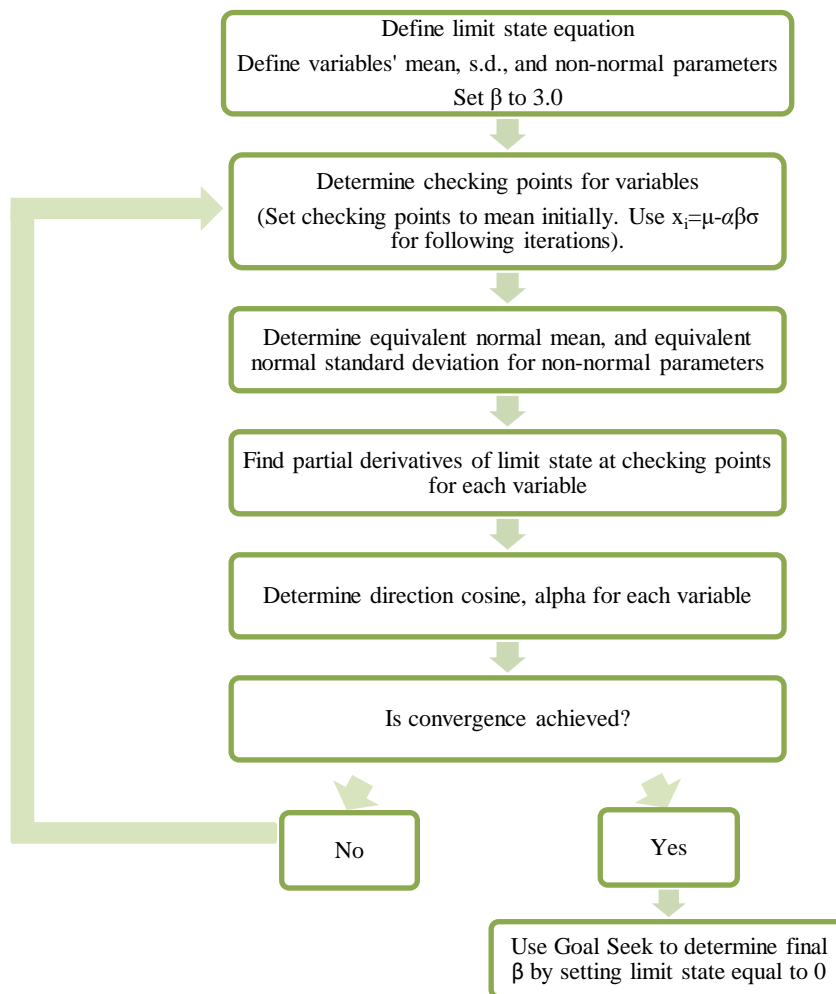 Define limit state equation
Define variables' mean, s.d., and non-normal parameters
Set β to 3.0
Determine checking points for variables
(Set checking points to mean initially. Use xᵢ=μ-αβσ
for following iterations).
Determine equivalent normal mean, and equivalent
normal standard deviation for non-normal parameters
Find partial derivatives of limit state at checking points
for each variable
Determine direction cosine, alpha for each variable
Is convergence achieved?
No
Yes
Use Goal Seek to determine final
β by setting limit state equal to 0